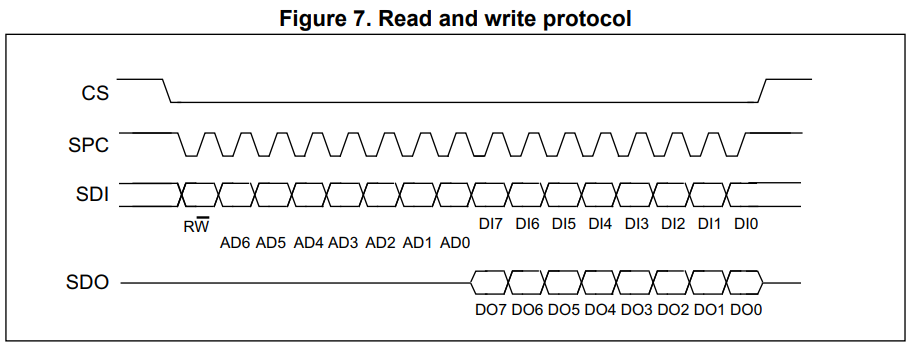 Figure 7. Read and write protocol
CS
SPC
SDI
RW̅
DI7 DI6 DI5 DI4 DI3 DI2 DI1 DI0
AD6 AD5 AD4 AD3 AD2 AD1 AD0
SDO
DO7 DO6 DO5 DO4 DO3 DO2 DO1 DO0